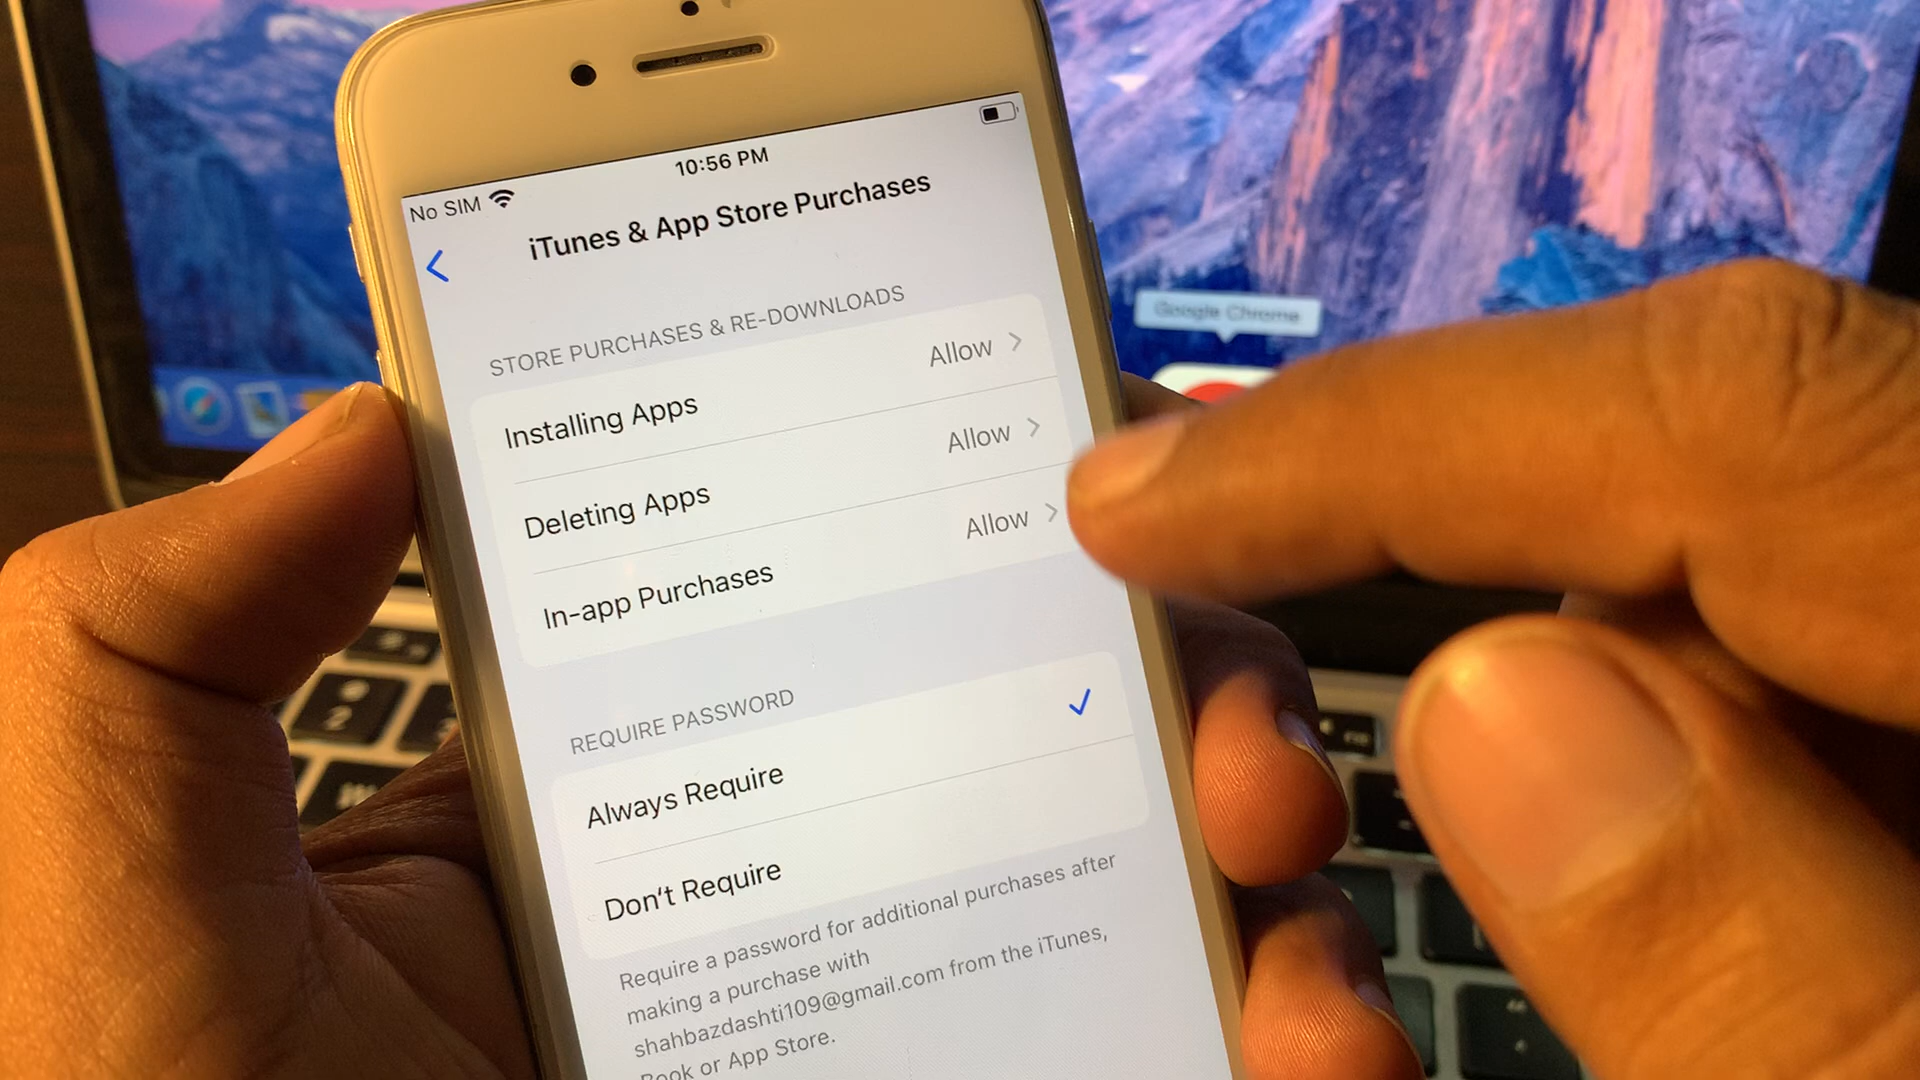 10:56 PM
No SIM
iTunes & App Store Purchases
STORE PURCHASES & RE-DOWNLOADS
Installing Apps Allow
Deleting Apps Allow
In-app Purchases Allow
REQUIRE PASSWORD
Always Require
Don't Require
Require a password for additional purchases after
making a purchase with
shahbazdashti109@gmail.com from the iTunes,
Book or App Store.
Google Chrome
2
W